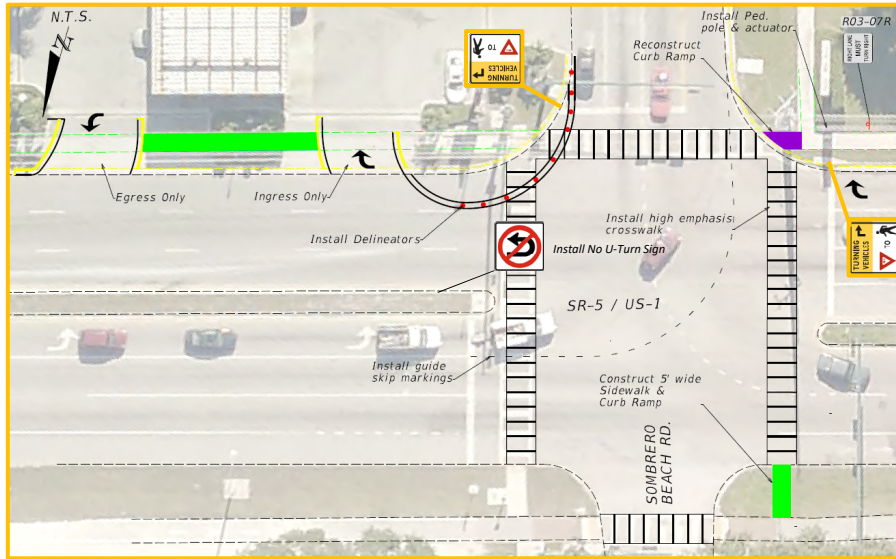 N.T.S.
N
Install Ped.
pole & actuator
R03-07R
Reconstruct
Curb Ramp
RIGHT LANE
MUST
TURN RIGHT
TO
TURNING
VEHICLES
Egress Only
Ingress Only
Install Delineators
Install high emphasis
crosswalk
Install No U-Turn Sign
TURNING
VEHICLES
TO
SR-5 / US-1
Install guide
skip markings
Construct 5' wide
Sidewalk &
Curb Ramp
SOMBRERO
BEACH RD.